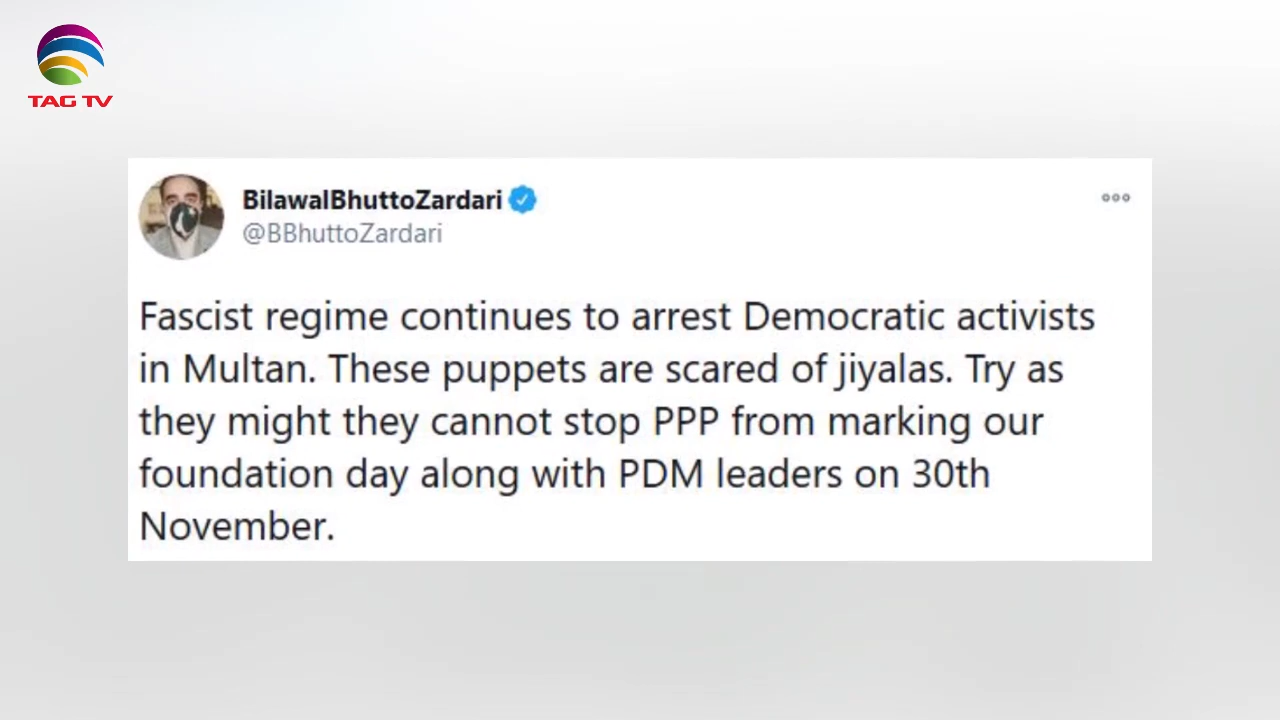 TAG TV
BilawalBhuttoZardari
@BBhuttoZardari
Fascist regime continues to arrest Democratic activists
in Multan. These puppets are scared of jiyalas. Try as
they might they cannot stop PPP from marking our
foundation day along with PDM leaders on 30th
November.